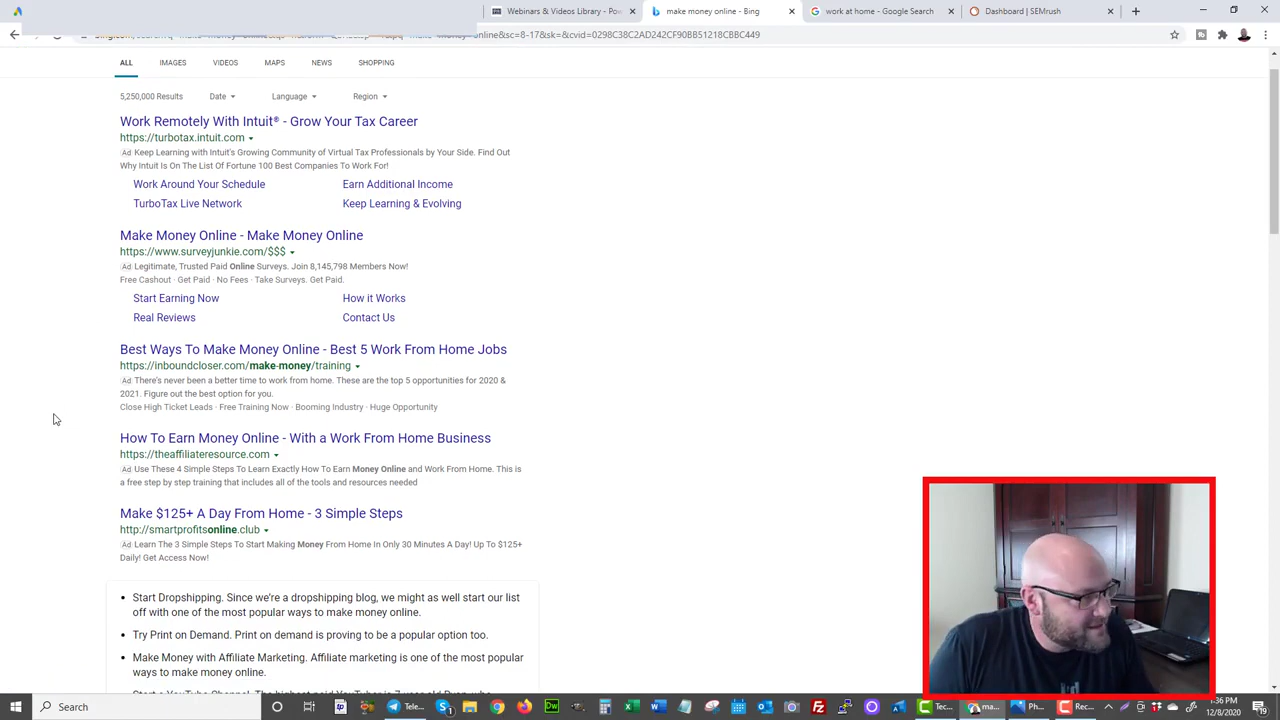 Webinars & Videos Library - Pow
make money online - Bing
work at home - Google Search
Domains on SEMrush
ALL IMAGES VIDEOS MAPS NEWS SHOPPING
5,250,000 Results Date Language Region
Work Remotely With Intuit® - Grow Your Tax Career
https://turbotax.intuit.com
Ad Keep Learning with Intuit's Growing Community of Virtual Tax Professionals by Your Side. Find Out
Why Intuit Is On The List Of Fortune 100 Best Companies To Work For!
Work Around Your Schedule Earn Additional Income
TurboTax Live Network Keep Learning & Evolving
Make Money Online - Make Money Online
https://www.surveyjunkie.com/$$$
Ad Legitimate, Trusted Paid Online Surveys. Join 8,145,798 Members Now!
Free Cashout · Get Paid · No Fees · Take Surveys. Get Paid.
Start Earning Now How it Works
Real Reviews Contact Us
Best Ways To Make Money Online - Best 5 Work From Home Jobs
https://inboundcloser.com/make-money/training
Ad There's never been a better time to work from home. These are the top 5 opportunities for 2020 &
2021. Figure out the best option for you.
Close High Ticket Leads · Free Training Now · Booming Industry · Huge Opportunity
How To Earn Money Online - With a Work From Home Business
https://theaffiliateresource.com
Ad Use These 4 Simple Steps To Learn Exactly How To Earn Money Online and Work From Home. This is
a free step by step training that includes all of the tools and resources needed
Make $125+ A Day From Home - 3 Simple Steps
http://smartprofitsonline.club
Ad Learn The 3 Simple Steps To Start Making Money From Home In Only 30 Minutes A Day! Up To $125+
Daily! Get Access Now!
Start Dropshipping. Since we're a dropshipping blog, we might as well start our list
off with one of the most popular ways to make money online.
Try Print on Demand. Print on demand is proving to be a popular option too.
Make Money with Affiliate Marketing. Affiliate marketing is one of the most popular
ways to make money online.
Search
Tele...
Rec...
ma...
Rec...
:36 PM
12/8/2020